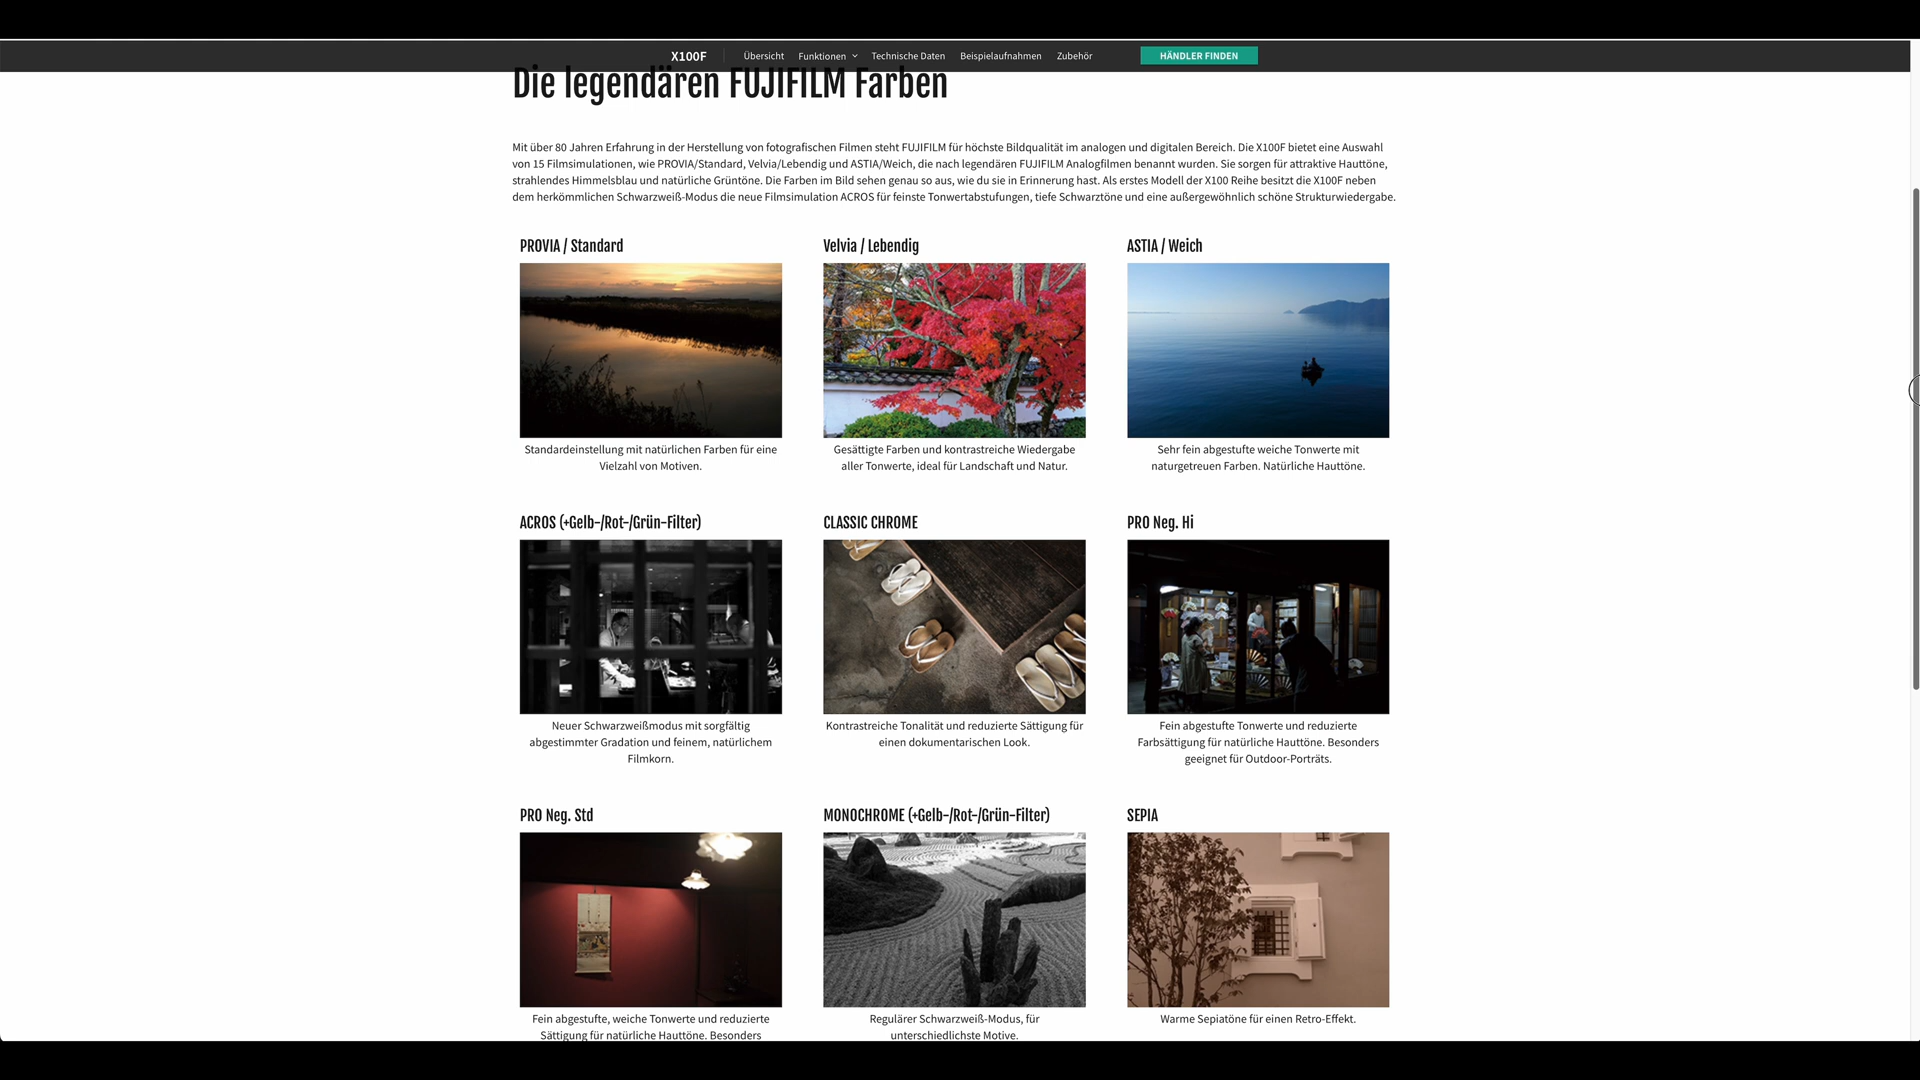 X100F
Übersicht
Funktionen
Technische Daten
Beispielaufnahmen
Zubehör
HÄNDLER FINDEN
Die legendären FUJIFILM Farben
Mit über 80 Jahren Erfahrung in der Herstellung von fotografischen Filmen steht FUJIFILM für höchste Bildqualität im analogen und digitalen Bereich. Die X100F bietet eine Auswahl
von 15 Filmsimulationen, wie PROVIA/Standard, Velvia/Lebendig und ASTIA/Weich, die nach legendären FUJIFILM Analogfilmen benannt wurden. Sie sorgen für attraktive Hauttöne,
strahlendes Himmelsblau und natürliche Grüntöne. Die Farben im Bild sehen genau so aus, wie du sie in Erinnerung hast. Als erstes Modell der X100 Reihe besitzt die X100F neben
dem herkömmlichen Schwarzweiß-Modus die neue Filmsimulation ACROS für feinste Tonwertabstufungen, tiefe Schwarztöne und eine außergewöhnlich schöne Strukturwiedergabe.
PROVIA / Standard
Standardeinstellung mit natürlichen Farben für eine
Vielzahl von Motiven.
Velvia / Lebendig
Gesättigte Farben und kontrastreiche Wiedergabe
aller Tonwerte, ideal für Landschaft und Natur.
ASTIA / Weich
Sehr fein abgestufte weiche Tonwerte mit
naturgetreuen Farben. Natürliche Hauttöne.
ACROS (+Gelb-/Rot-/Grün-Filter)
Neuer Schwarzweißmodus mit sorgfältig
abgestimmter Gradation und feinem, natürlichem
Filmkorn.
CLASSIC CHROME
Kontrastreiche Tonalität und reduzierte Sättigung für
einen dokumentarischen Look.
PRO Neg. Hi
Fein abgestufte Tonwerte und reduzierte
Farbsättigung für natürliche Hauttöne. Besonders
geeignet für Outdoor-Porträts.
PRO Neg. Std
Fein abgestufte, weiche Tonwerte und reduzierte
Sättigung für natürliche Hauttöne. Besonders
MONOCHROME (+Gelb-/Rot-/Grün-Filter)
Regulärer Schwarzweiß-Modus, für
unterschiedlichste Motive.
SEPIA
Warme Sepiatöne für einen Retro-Effekt.